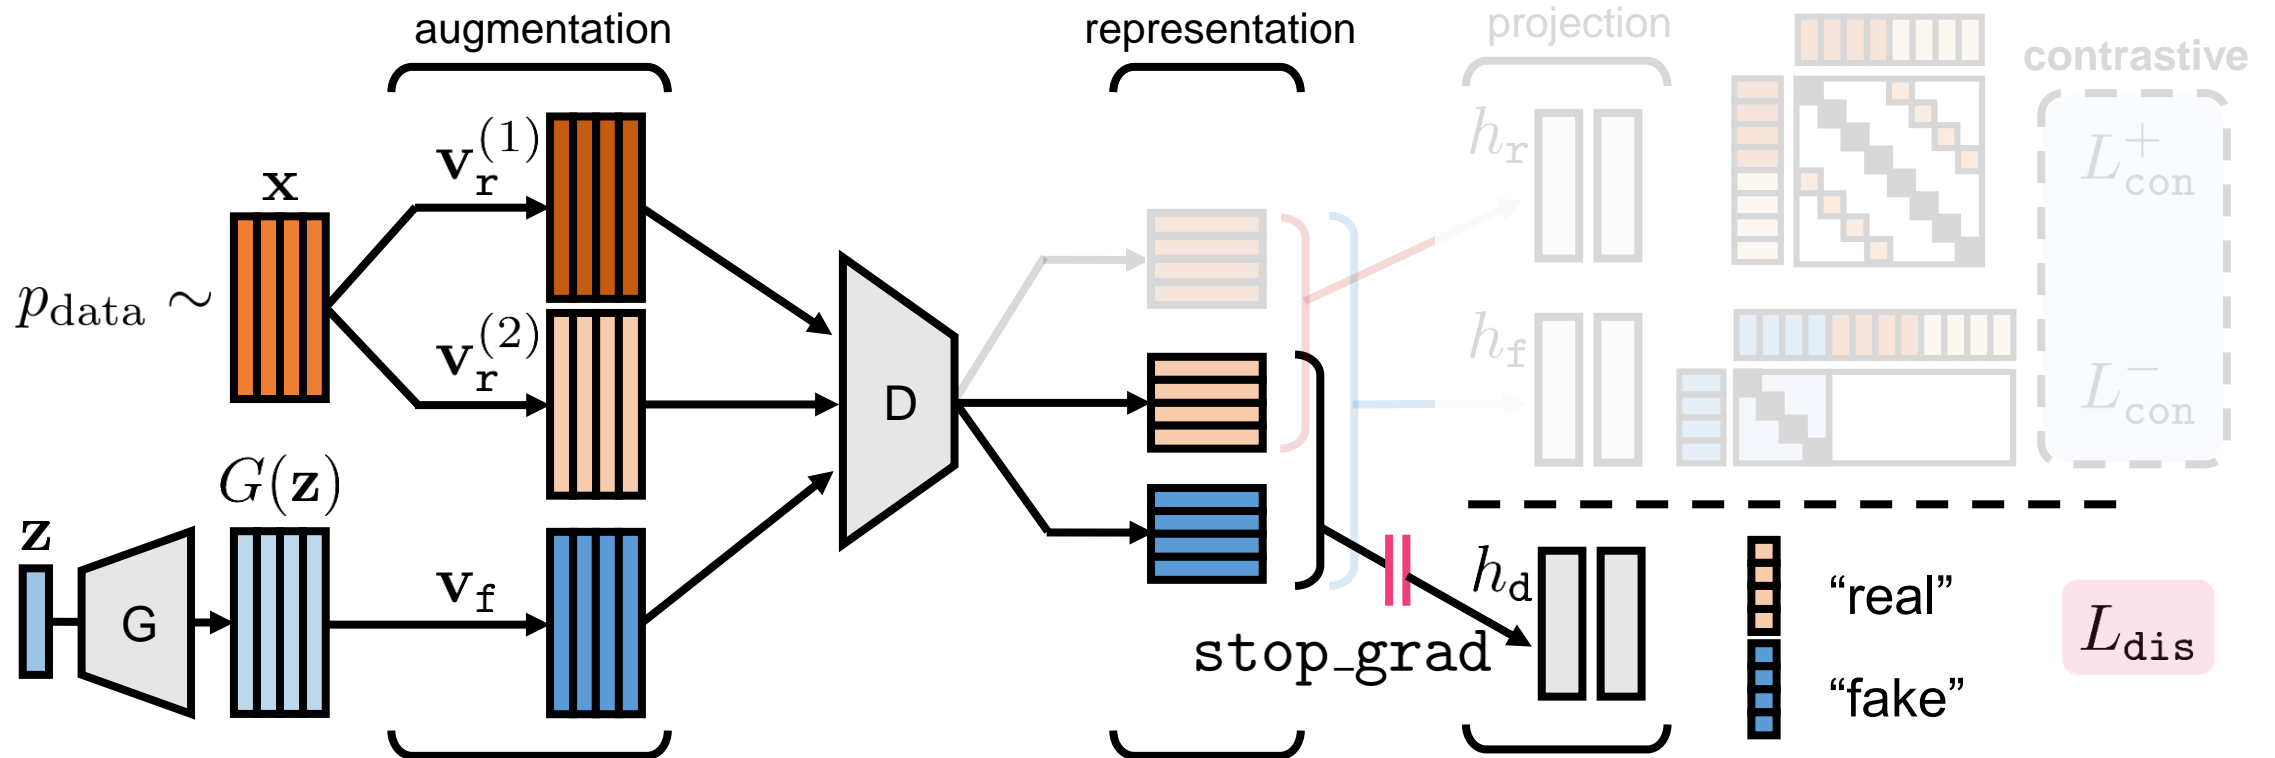 augmentation
representation
projection
contrastive
v_r^(1)
h_r
L_con^+
x
p_data ~
v_r^(2)
D
h_f
L_con^-
G(z)
z
G
v_f
stop_grad
h_d
“real”
“fake”
L_dis